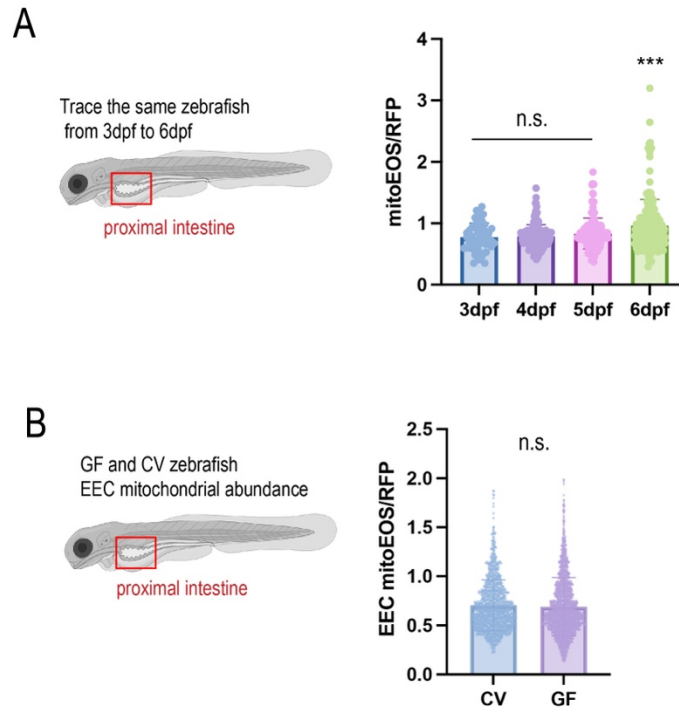 A
Trace the same zebrafish
from 3dpf to 6dpf
proximal intestine
mitoEOS/RFP
4
3
2
1
0
***
n.s.
3dpf 4dpf 5dpf 6dpf
B
GF and CV zebrafish
EEC mitochondrial abundance
proximal intestine
EEC mitoEOS/RFP
2.5
2.0
1.5
1.0
0.5
0.0
n.s.
CV GF